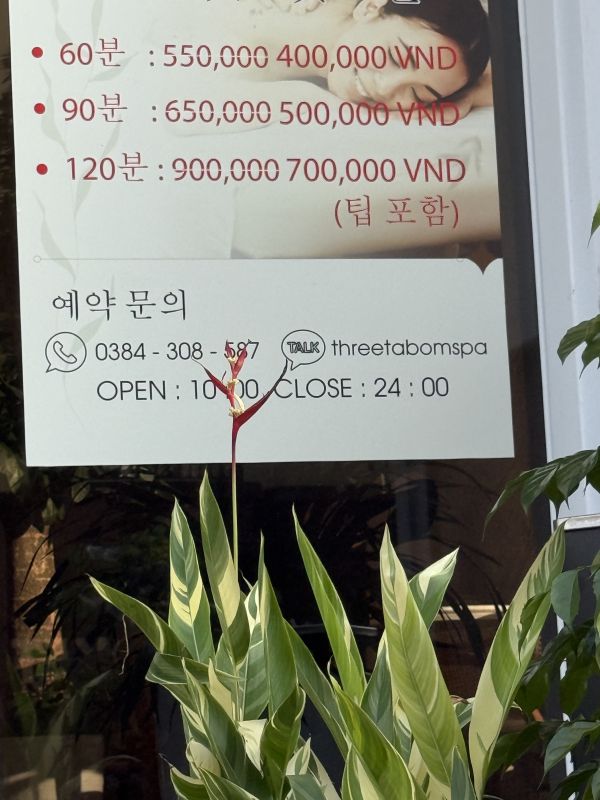 • 60분 : 550,000 400,000 VND
• 90분 : 650,000 500,000 VND
• 120분 : 900,000 700,000 VND
(팁 포함)
예약 문의
0384 - 308 - 587 TALK threetabomspa
OPEN : 10 : 00, CLOSE : 24 : 00